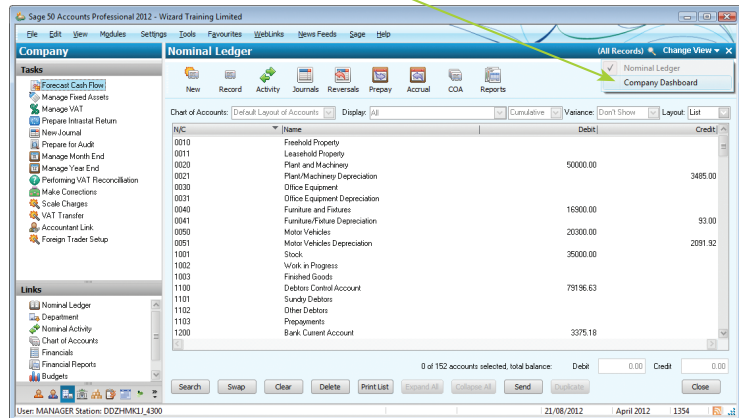 Sage 50 Accounts Professional 2012 - Wizard Training Limited
File Edit View Modules Settings Tools Favourites WebLinks News Feeds Sage Help
Company
Nominal Ledger
(All Records) Change View
Nominal Ledger
Company Dashboard
Tasks
Forecast Cash Flow
Manage Fixed Assets
Manage VAT
Prepare Intrastat Return
New Journal
Prepare for Audit
Manage Month End
Manage Year End
Performing VAT Reconciliation
Make Corrections
Scale Charges
VAT Transfer
Accountant Link
Foreign Trader Setup
Links
Nominal Ledger
Department
Nominal Activity
Chart of Accounts
Financials
Financial Reports
Budgets
New Record Activity Journals Reversals Prepay Accrual COA Reports
Chart of Accounts: Default Layout of Accounts Display: All Cumulative Variance: Don't Show Layout: List
N/C Name Debit Credit
0010 Freehold Property
0011 Leasehold Property
0020 Plant and Machinery 50000.00
0021 Plant/Machinery Depreciation 3485.00
0030 Office Equipment
0031 Office Equipment Depreciation
0040 Furniture and Fixtures 16900.00
0041 Furniture/Fixture Depreciation 93.00
0050 Motor Vehicles 20300.00
0051 Motor Vehicles Depreciation 2091.92
1001 Stock 35000.00
1002 Work in Progress
1003 Finished Goods
1100 Debtors Control Account 79196.63
1101 Sundry Debtors
1102 Other Debtors
1103 Prepayments
1200 Bank Current Account 3375.18
0 of 152 accounts selected, total balance: Debit 0.00 Credit 0.00
Search Swap Clear Delete Print List Expand All Collapse All Send Duplicate Close
User: MANAGER Station: DDZHMK1J_4300 21/08/2012 April 2012 1354